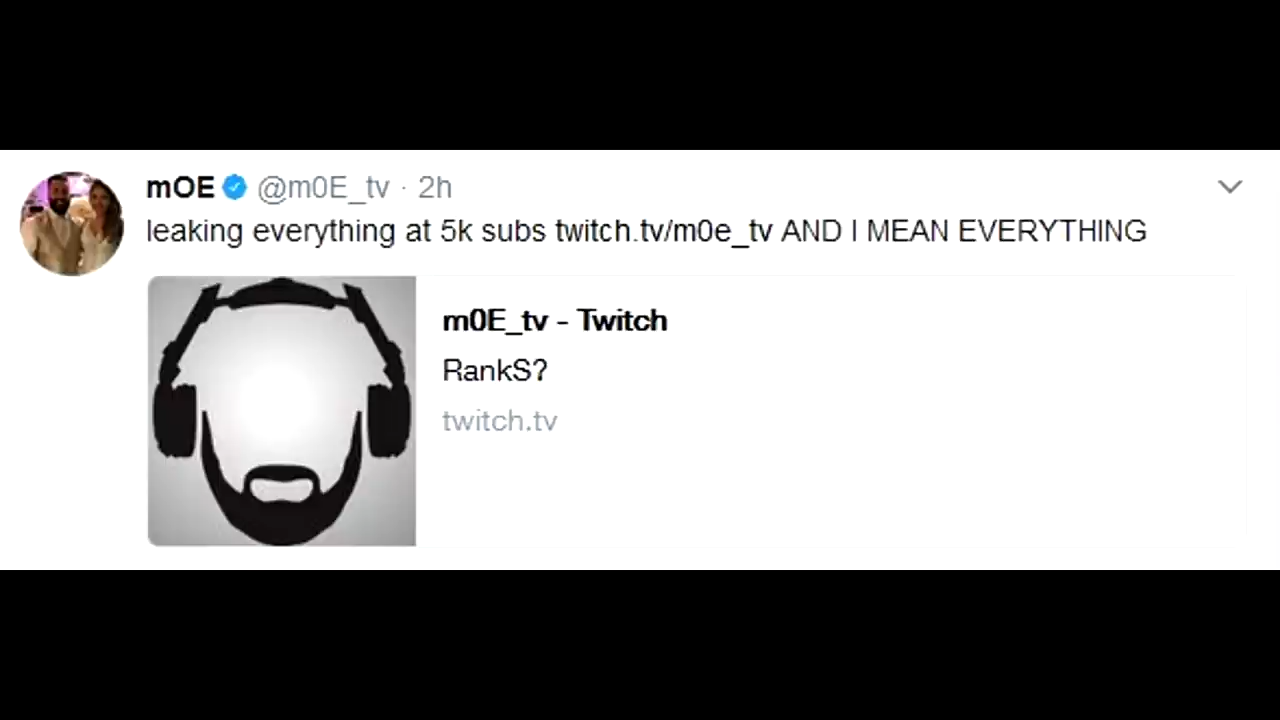 mOE @m0E_tv · 2h
leaking everything at 5k subs twitch.tv/m0e_tv AND I MEAN EVERYTHING
m0E_tv - Twitch
RankS?
twitch.tv